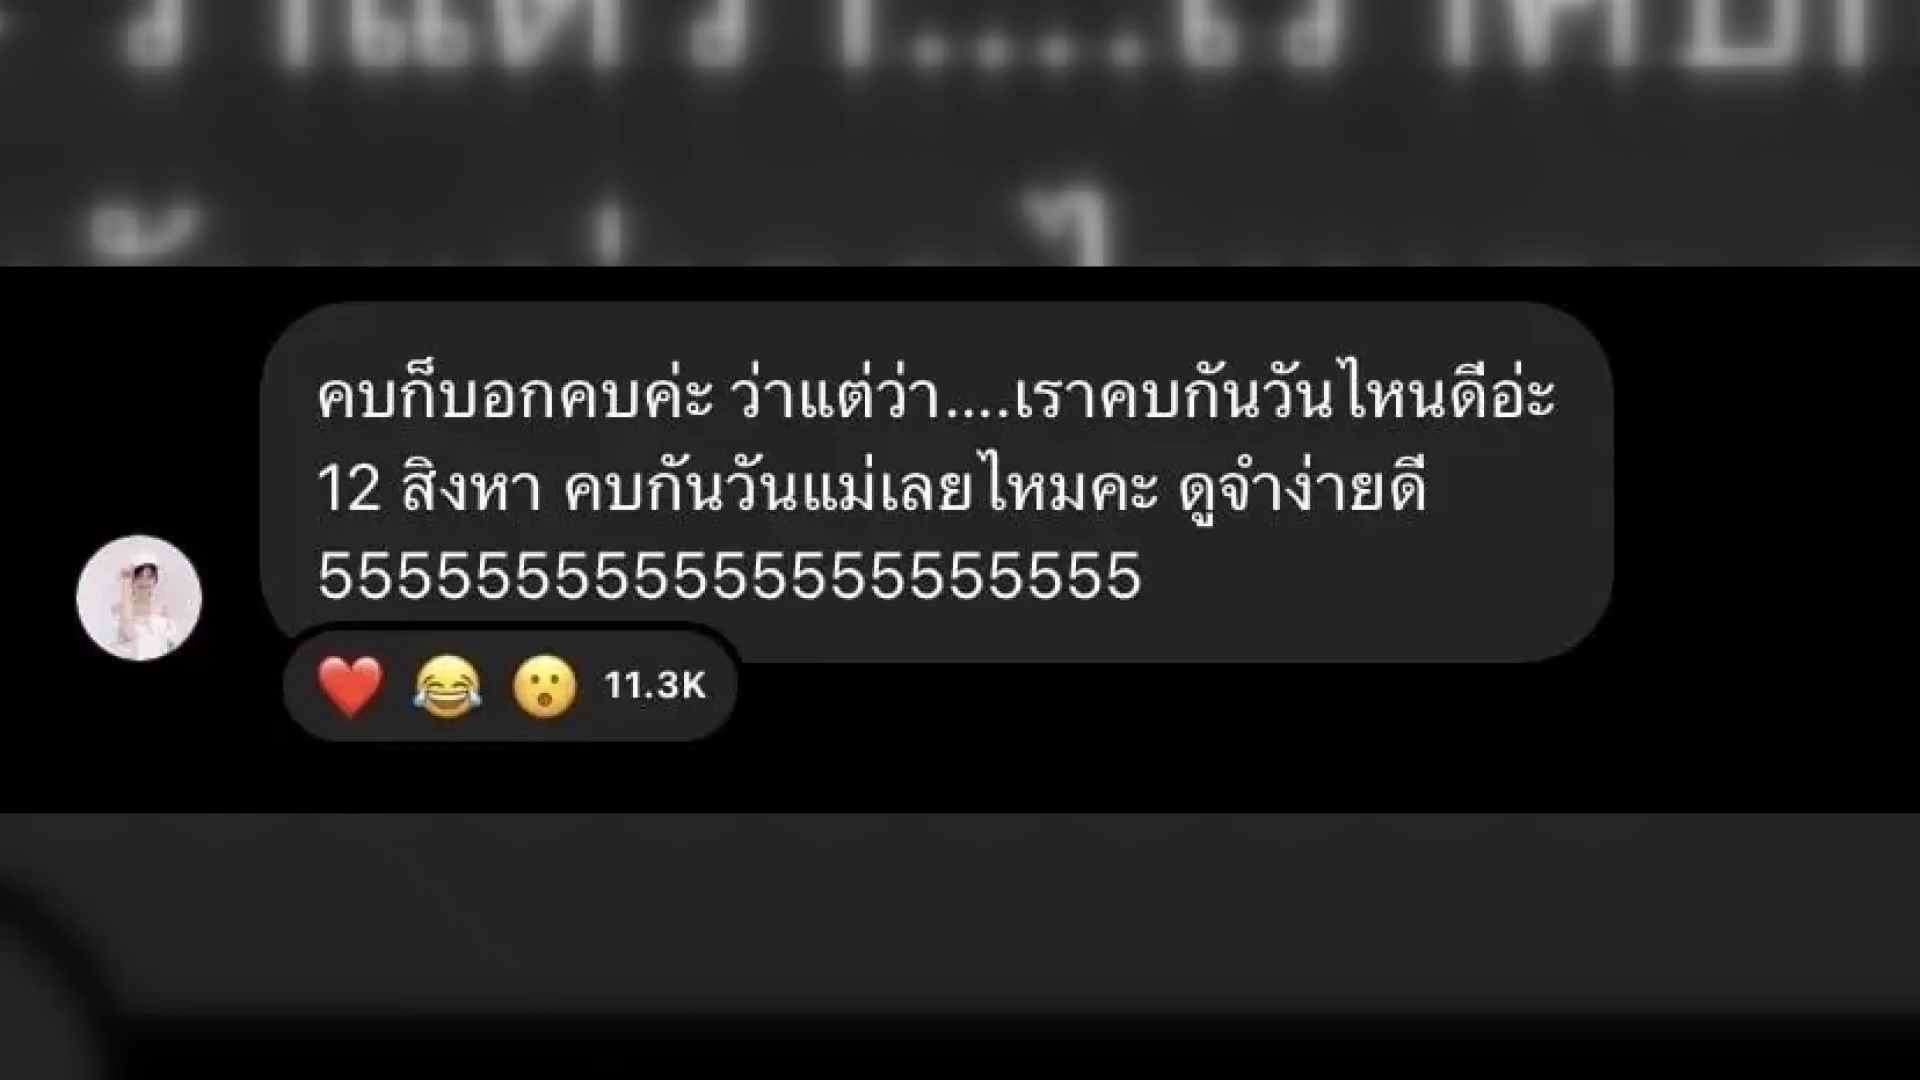 คบก็บอกคบค่ะ ว่าแต่ว่า....เราคบกันวันไหนดีอ่ะ
12 สิงหา คบกันวันแม่เลยไหมคะ ดูจำง่ายดี
555555555555555555555
11.3K